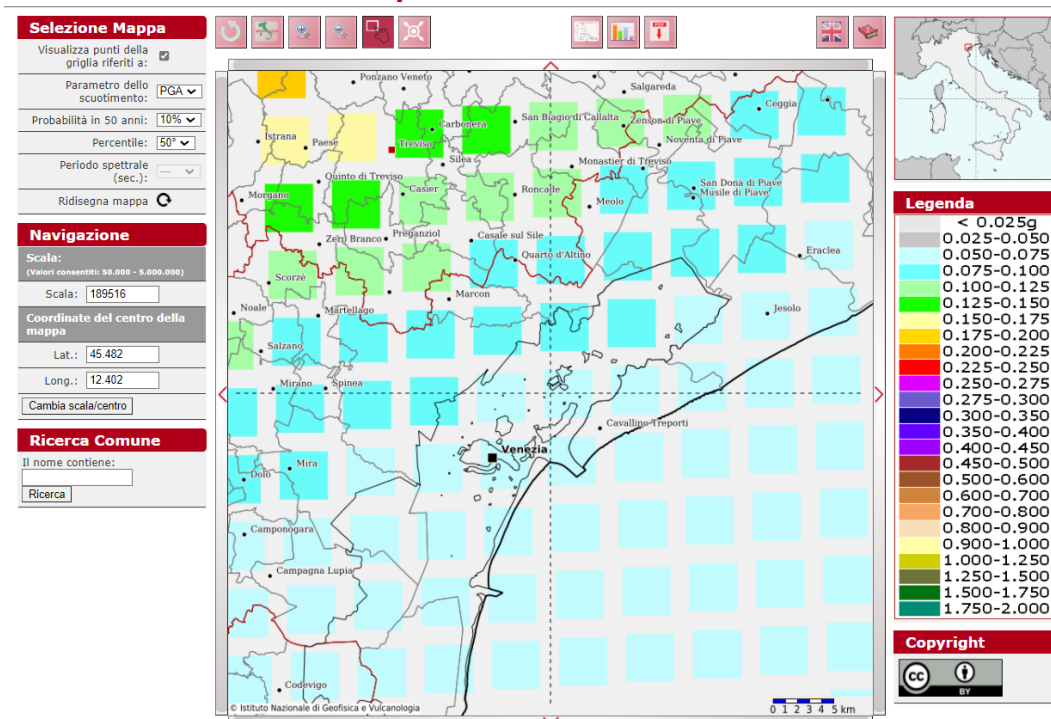 Selezione Mappa
Visualizza punti della
griglia riferiti a:
Parametro dello
scuotimento:
PGA
Probabilità in 50 anni:
10%
Percentile:
50°
Periodo spettrale
(sec.):
---
Ridisegna mappa
Navigazione
Scala:
(Valori consentiti: 50.000 - 5.000.000)
Scala:
189516
Coordinate del centro della
mappa
Lat.:
45.482
Long.:
12.402
Cambia scala/centro
Ricerca Comune
Il nome contiene:
Ricerca
Ponzano Veneto
Salgareda
Ceggia
Istrana
Paese
Carbonera
San Biagio di Callalta
Zenson di Piave
Treviso
Noventa di Piave
Silea
Monastier di Treviso
Quinto di Treviso
Morgano
Casier
Roncade
San Donà di Piave
Musile di Piave
Meolo
Zero Branco
Preganziol
Casale sul Sile
Quarto d'Altino
Eraclea
Scorzè
Marcon
Noale
Martellago
Jesolo
Salzano
Mirano
Spinea
Cavallino-Treporti
Venezia
Mira
Dolo
Camponogara
Campagna Lupia
Codevigo
© Istituto Nazionale di Geofisica e Vulcanologia
0 1 2 3 4 5 km
Legenda
< 0.025g
0.025-0.050
0.050-0.075
0.075-0.100
0.100-0.125
0.125-0.150
0.150-0.175
0.175-0.200
0.200-0.225
0.225-0.250
0.250-0.275
0.275-0.300
0.300-0.350
0.350-0.400
0.400-0.450
0.450-0.500
0.500-0.600
0.600-0.700
0.700-0.800
0.800-0.900
0.900-1.000
1.000-1.250
1.250-1.500
1.500-1.750
1.750-2.000
Copyright
cc
BY